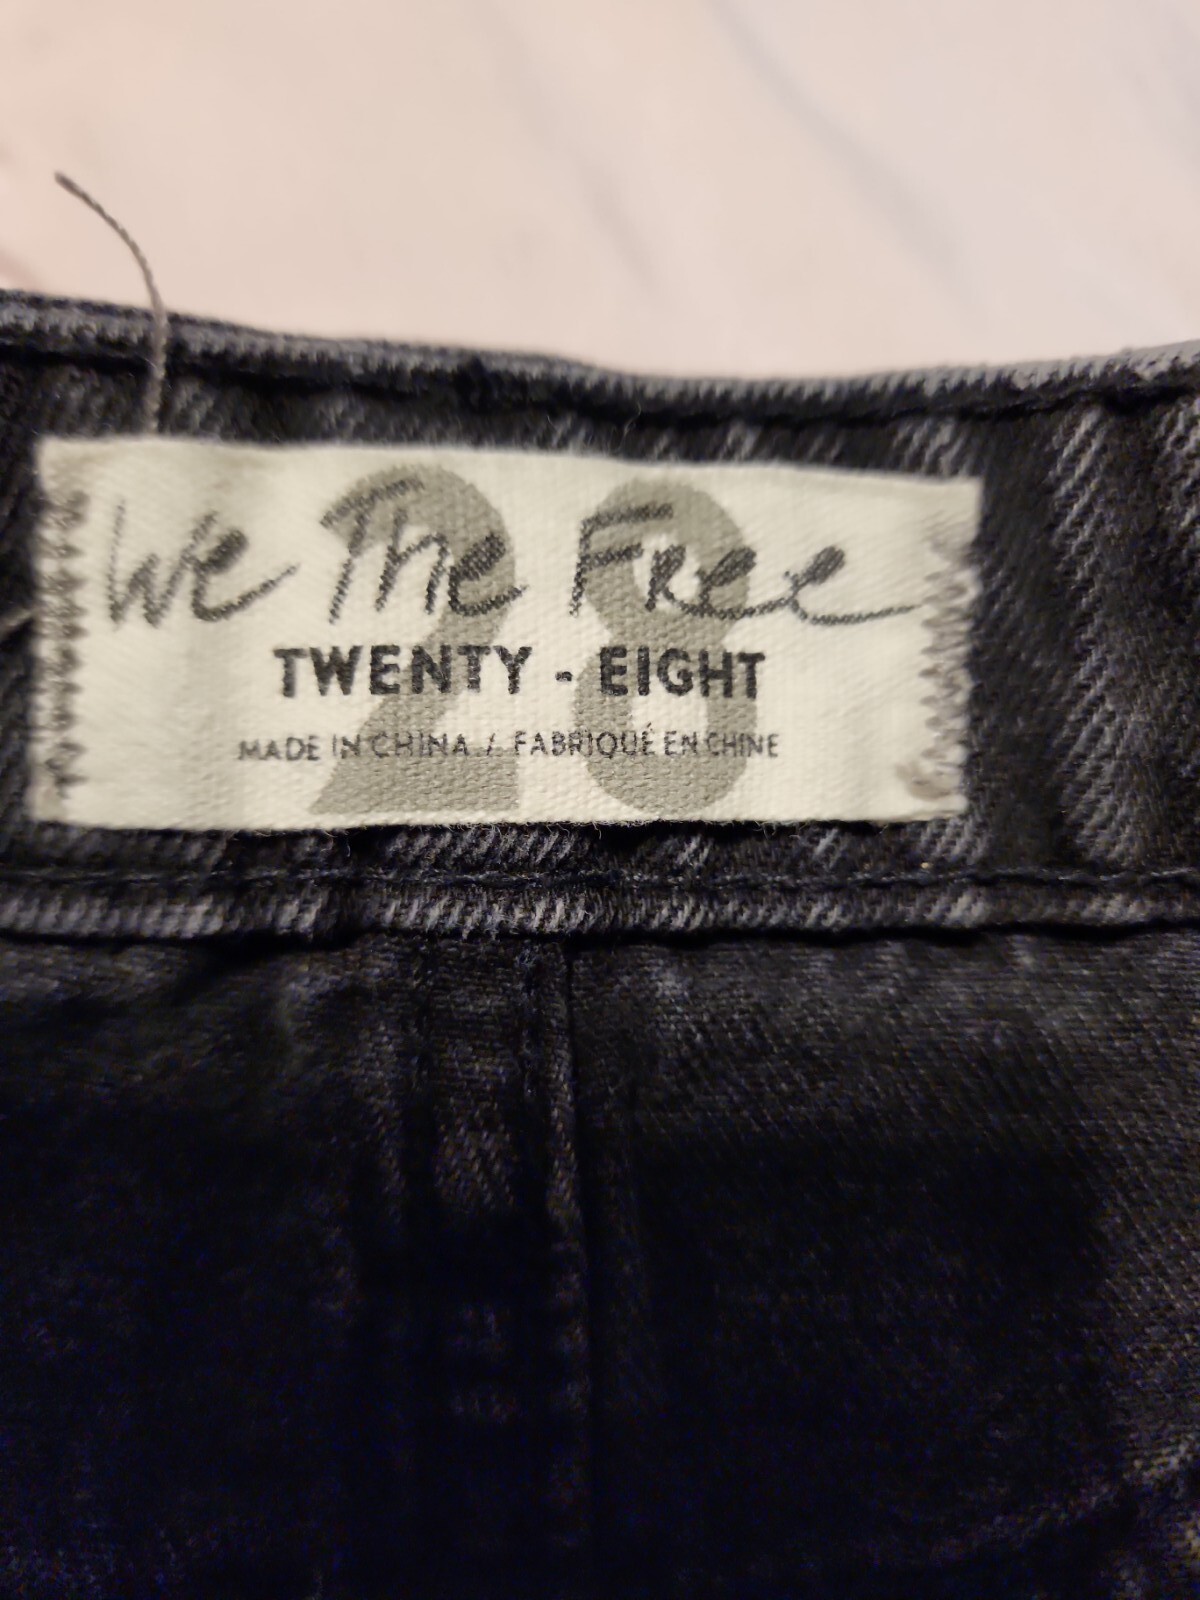 We The Free
28
TWENTY - EIGHT
MADE IN CHINA / FABRIQUÉ EN CHINE